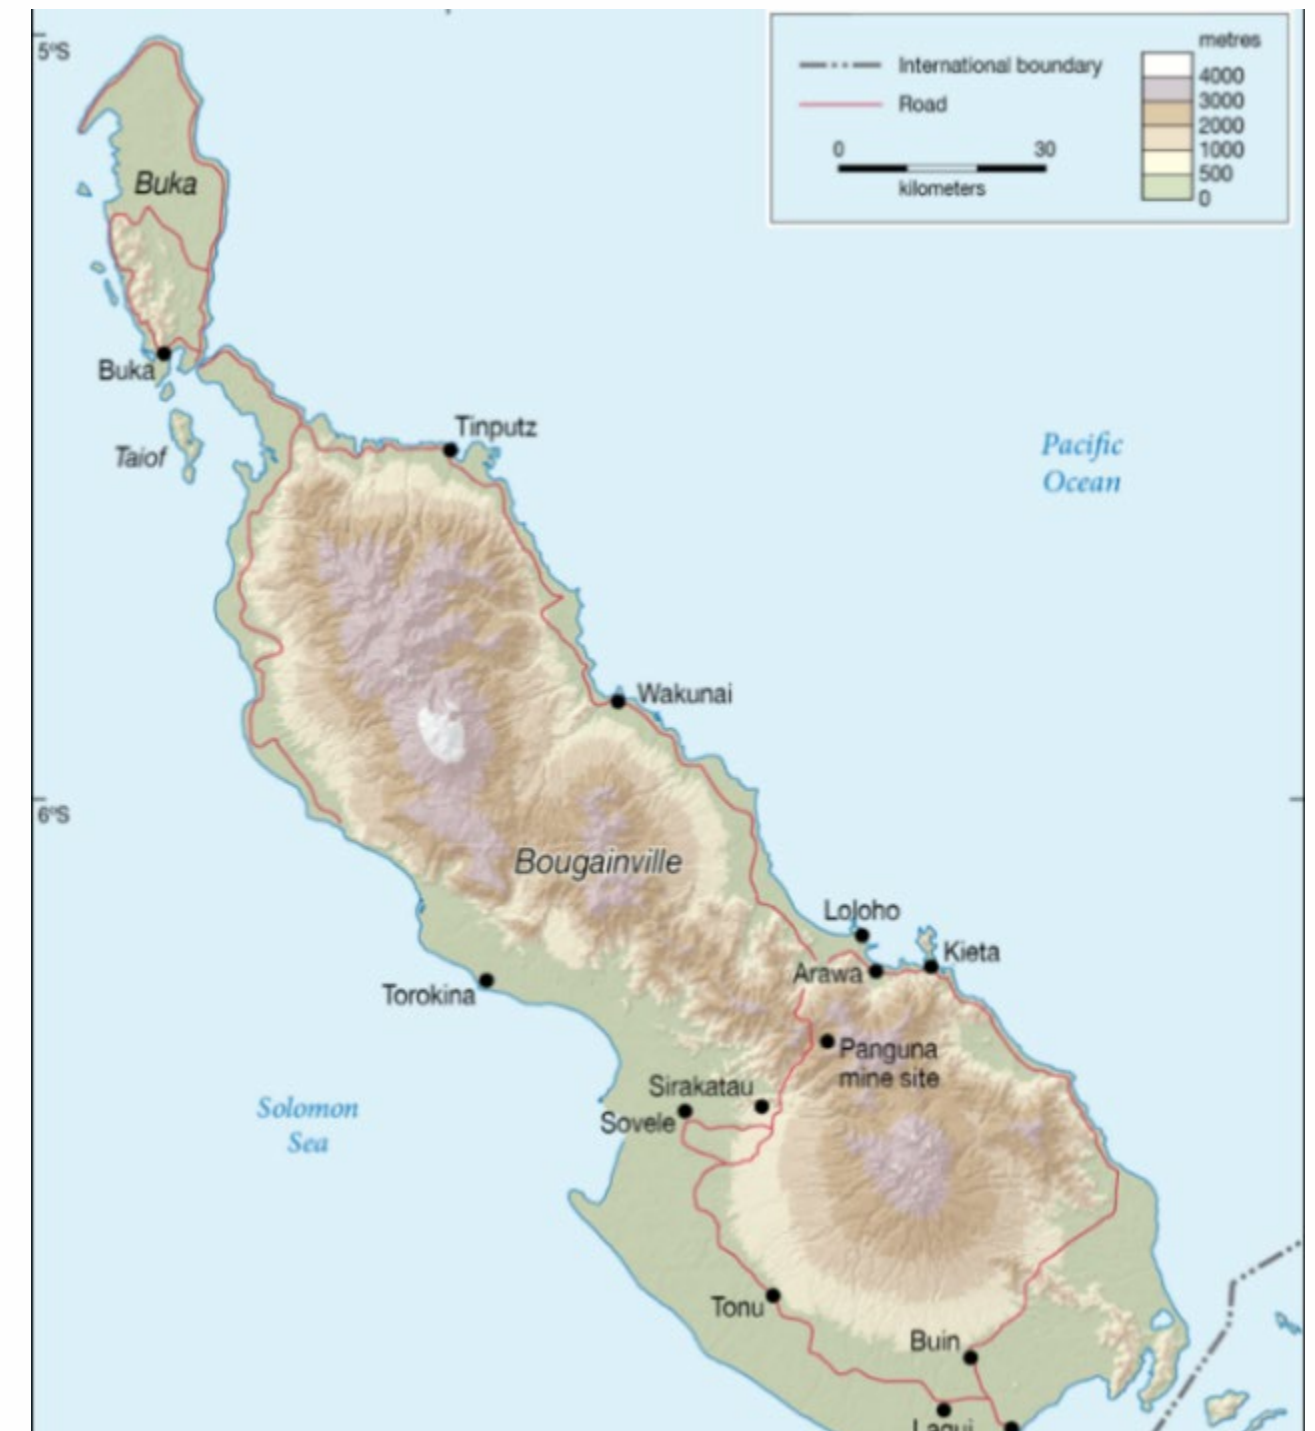 5°S
metres
International boundary
4000
Road
3000
2000
0
30
1000
kilometers
500
0
Buka
Buka
Taiof
Tinputz
Pacific
Ocean
Wakunai
6°S
Bougainville
Loloho
Kieta
Arawa
Torokina
Panguna
mine site
Sirakatau
Sovele
Solomon
Sea
Tonu
Buin